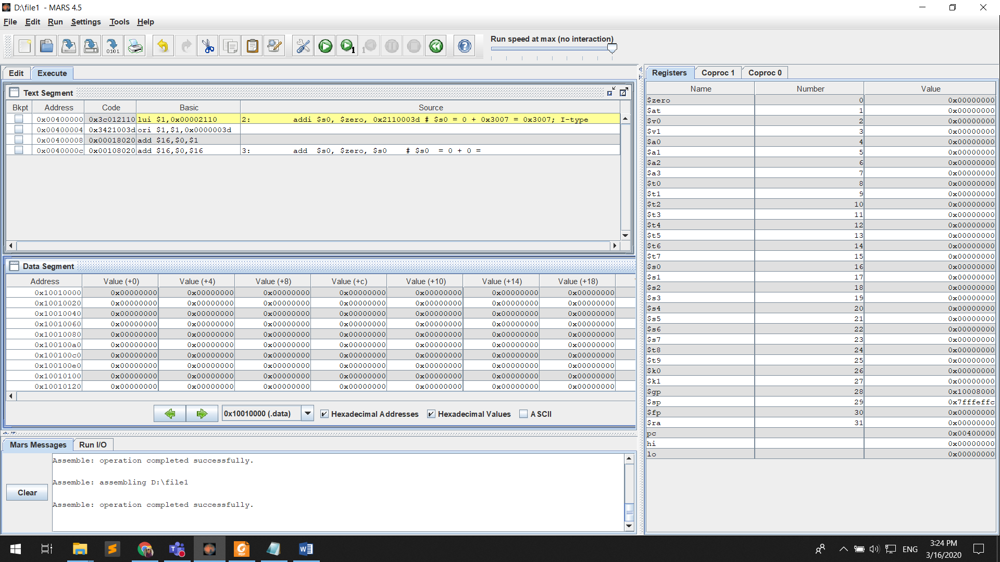 D:\file1 - MARS 4.5
File Edit Run Settings Tools Help
Run speed at max (no interaction)
Edit Execute
Text Segment
Bkpt Address Code Basic Source
0x00400000 0x3c012110 lui $1,0x00002110 2: addi $s0, $zero, 0x2110003d # $s0 = 0 + 0x3007 = 0x3007; I-type
0x00400004 0x3421003d ori $1,$1,0x0000003d
0x00400008 0x00018020 add $16,$0,$1
0x0040000c 0x00108020 add $16,$0,$16 3: add $s0, $zero, $s0 # $s0 = 0 + 0 =
Data Segment
Address Value (+0) Value (+4) Value (+8) Value (+c) Value (+10) Value (+14) Value (+18)
0x10010000 0x00000000 0x00000000 0x00000000 0x00000000 0x00000000 0x00000000 0x00000000
0x10010020 0x00000000 0x00000000 0x00000000 0x00000000 0x00000000 0x00000000 0x00000000
0x10010040 0x00000000 0x00000000 0x00000000 0x00000000 0x00000000 0x00000000 0x00000000
0x10010060 0x00000000 0x00000000 0x00000000 0x00000000 0x00000000 0x00000000 0x00000000
0x10010080 0x00000000 0x00000000 0x00000000 0x00000000 0x00000000 0x00000000 0x00000000
0x100100a0 0x00000000 0x00000000 0x00000000 0x00000000 0x00000000 0x00000000 0x00000000
0x100100c0 0x00000000 0x00000000 0x00000000 0x00000000 0x00000000 0x00000000 0x00000000
0x100100e0 0x00000000 0x00000000 0x00000000 0x00000000 0x00000000 0x00000000 0x00000000
0x10010100 0x00000000 0x00000000 0x00000000 0x00000000 0x00000000 0x00000000 0x00000000
0x10010120 0x00000000 0x00000000 0x00000000 0x00000000 0x00000000 0x00000000 0x00000000
0x10010000 (.data) Hexadecimal Addresses Hexadecimal Values ASCII
Mars Messages Run I/O
Assemble: operation completed successfully.
Assemble: assembling D:\file1
Clear
Assemble: operation completed successfully.
Registers Coproc 1 Coproc 0
Name Number Value
$zero 0 0x00000000
$at 1 0x00000000
$v0 2 0x00000000
$v1 3 0x00000000
$a0 4 0x00000000
$a1 5 0x00000000
$a2 6 0x00000000
$a3 7 0x00000000
$t0 8 0x00000000
$t1 9 0x00000000
$t2 10 0x00000000
$t3 11 0x00000000
$t4 12 0x00000000
$t5 13 0x00000000
$t6 14 0x00000000
$t7 15 0x00000000
$s0 16 0x00000000
$s1 17 0x00000000
$s2 18 0x00000000
$s3 19 0x00000000
$s4 20 0x00000000
$s5 21 0x00000000
$s6 22 0x00000000
$s7 23 0x00000000
$t8 24 0x00000000
$t9 25 0x00000000
$k0 26 0x00000000
$k1 27 0x00000000
$gp 28 0x10008000
$sp 29 0x7fffeffc
$fp 30 0x00000000
$ra 31 0x00000000
pc 0x00400000
hi 0x00000000
lo 0x00000000
ENG
3:24 PM
3/16/2020